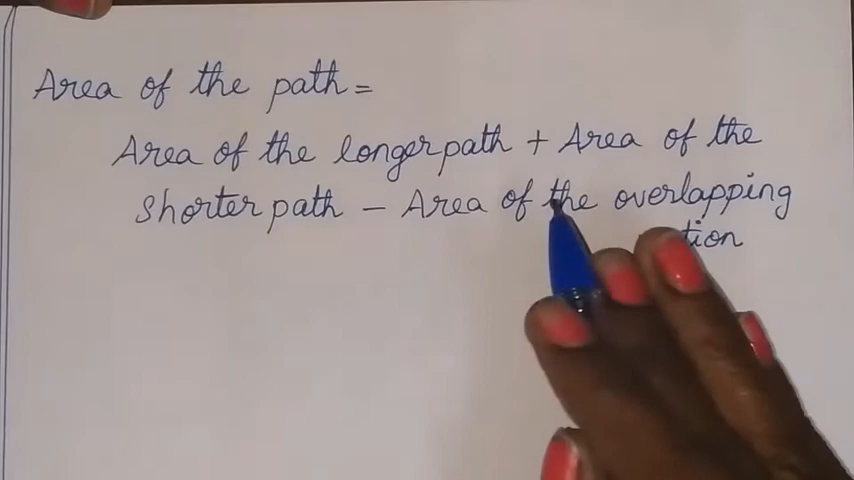 Area of the path =
Area of the longer path + Area of the
shorter path - Area of the overlapping